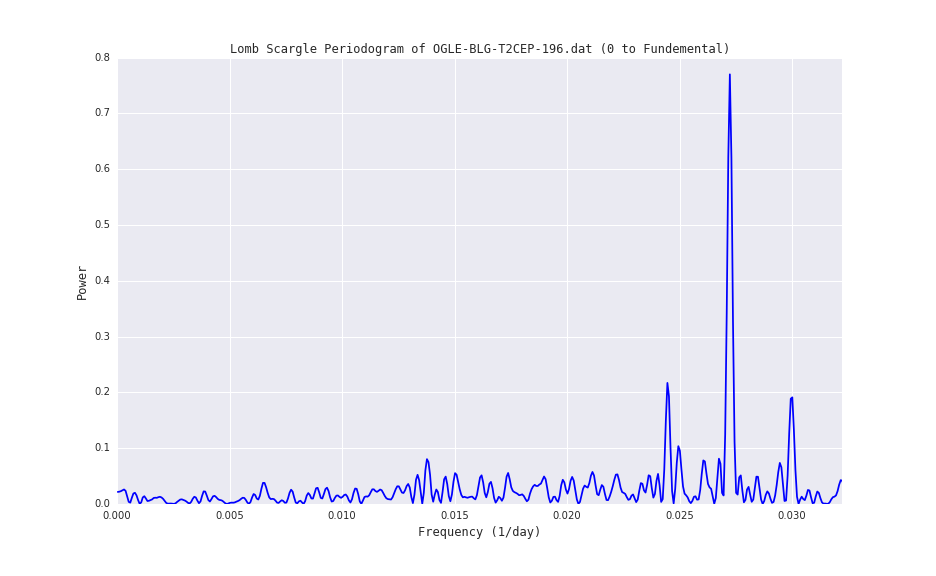 Lomb Scargle Periodogram of OGLE-BLG-T2CEP-196.dat (0 to Fundemental)
0.8
0.7
0.6
0.5
0.4
0.3
0.2
0.1
0.0
Power
0.000 0.005 0.010 0.015 0.020 0.025 0.030
Frequency (1/day)